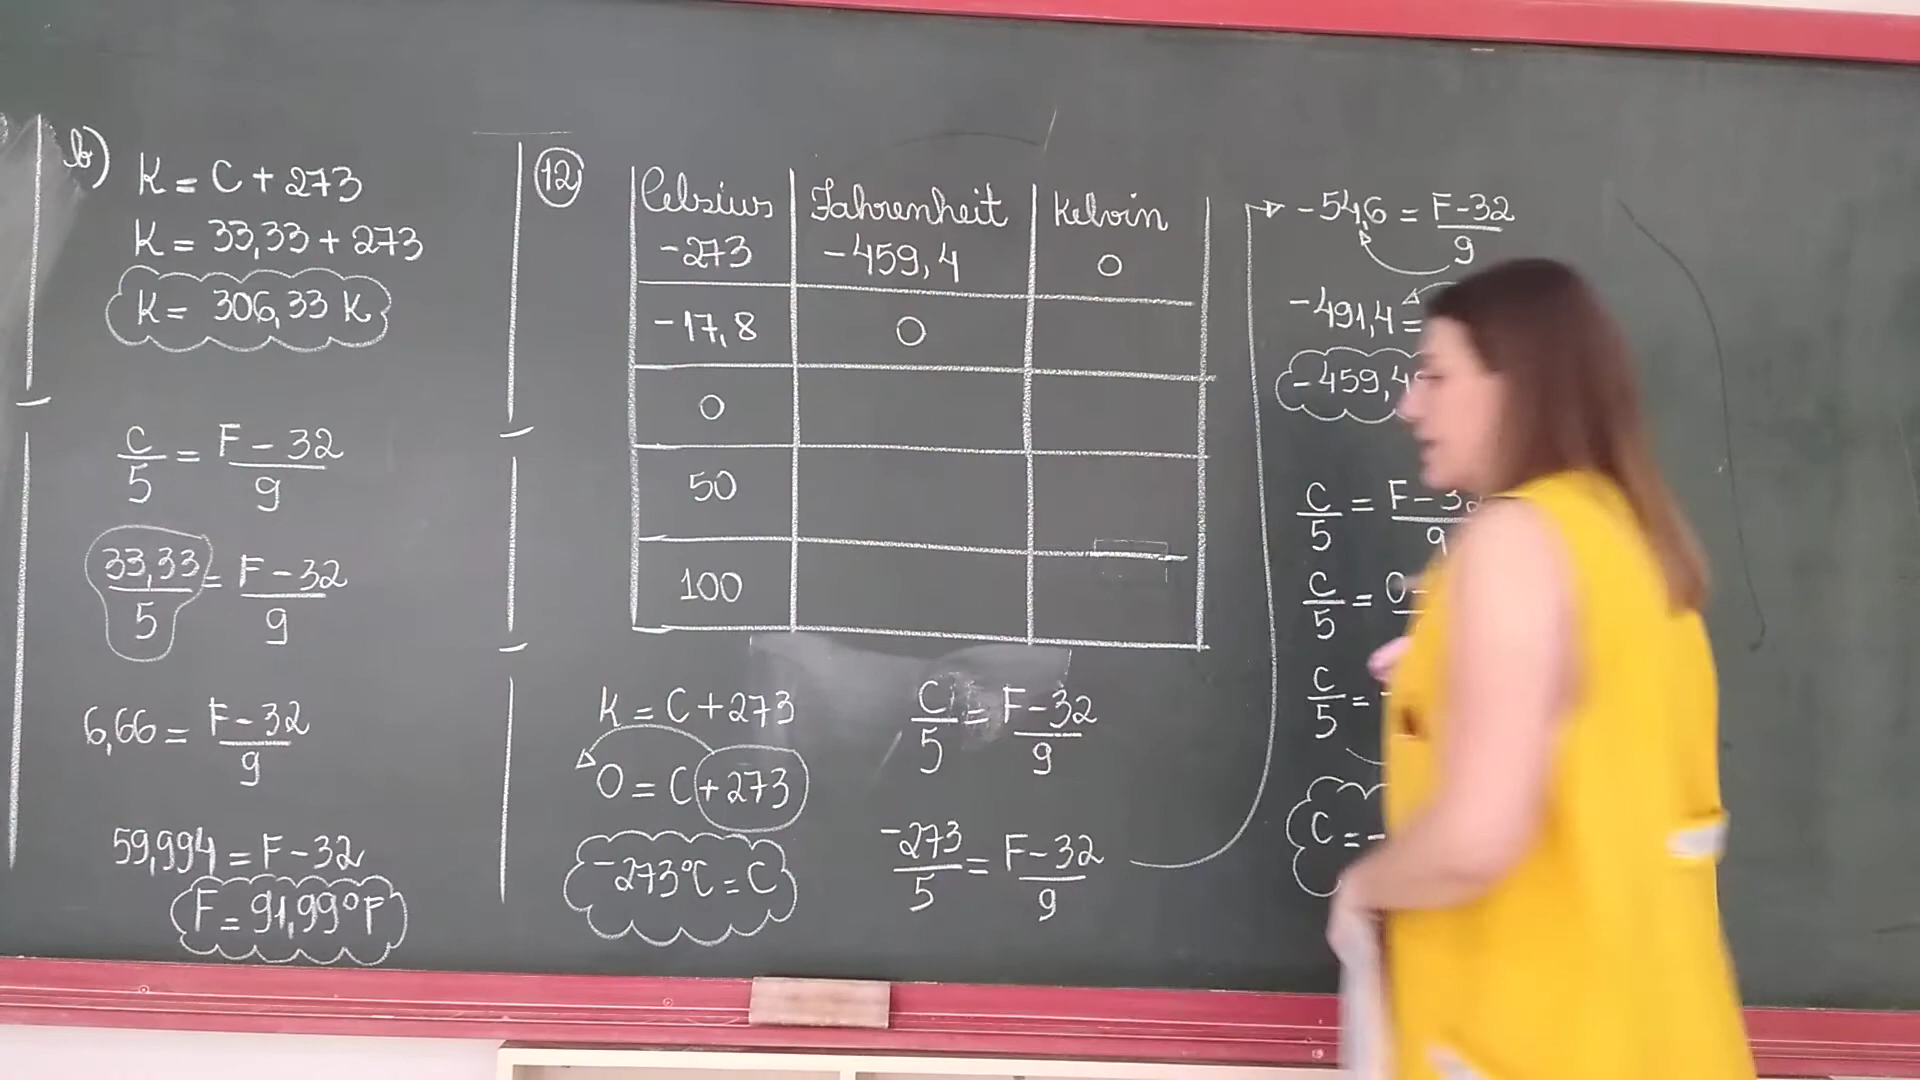 b) K = C + 273
K = 33,33 + 273
K = 306,33 K
C/5 = F - 32/9
33,33/5 = F - 32/9
6,66 = F - 32/9
59,994 = F - 32
F = 91,99°F
12
Celsius Fahrenheit Kelvin
-273 -459,4 0
-17,8 0
0
50
100
K = C + 273
0 = C + 273
-273°C = C
C/5 = F - 32/9
-273/5 = F - 32/9
-54,6 = F - 32/9
-491,4 =
-459,4
C/5 = F - 32/9
C/5 = 0 -
C/5 = -
C = -